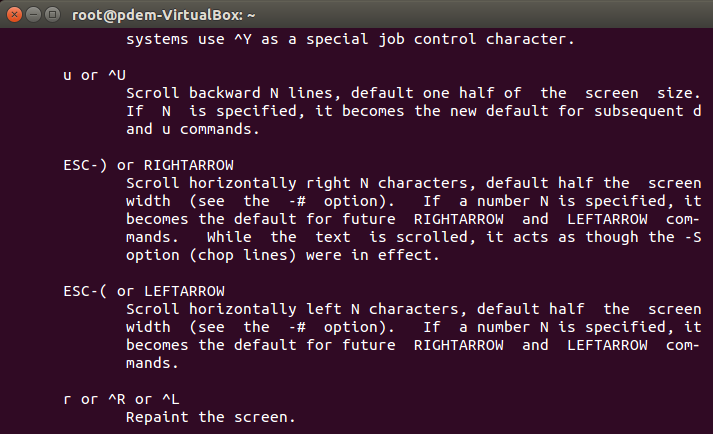 root@pdem-VirtualBox: ~
systems use ^Y as a special job control character.
u or ^U
Scroll backward N lines, default one half of  the  screen  size.
If  N  is specified, it becomes the new default for subsequent d
and u commands.
ESC-) or RIGHTARROW
Scroll horizontally right N characters, default half the  screen
width  (see  the  -#  option).   If  a number N is specified, it
becomes the default for future  RIGHTARROW  and  LEFTARROW  com‐
mands.   While  the  text  is scrolled, it acts as though the -S
option (chop lines) were in effect.
ESC-( or LEFTARROW
Scroll horizontally left N characters, default half  the  screen
width  (see  the  -#  option).   If  a number N is specified, it
becomes the default for future  RIGHTARROW  and  LEFTARROW  com‐
mands.
r or ^R or ^L
Repaint the screen.